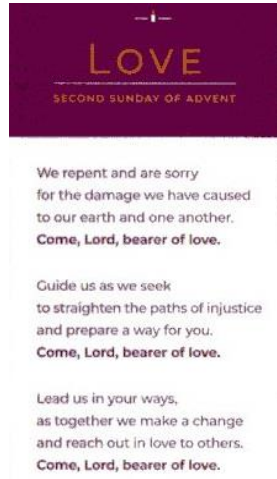 LOVE
SECOND SUNDAY OF ADVENT
We repent and are sorry
for the damage we have caused
to our earth and one another.
Come, Lord, bearer of love.
Guide us as we seek
to straighten the paths of injustice
and prepare a way for you.
Come, Lord, bearer of love.
Lead us in your ways,
as together we make a change
and reach out in love to others.
Come, Lord, bearer of love.